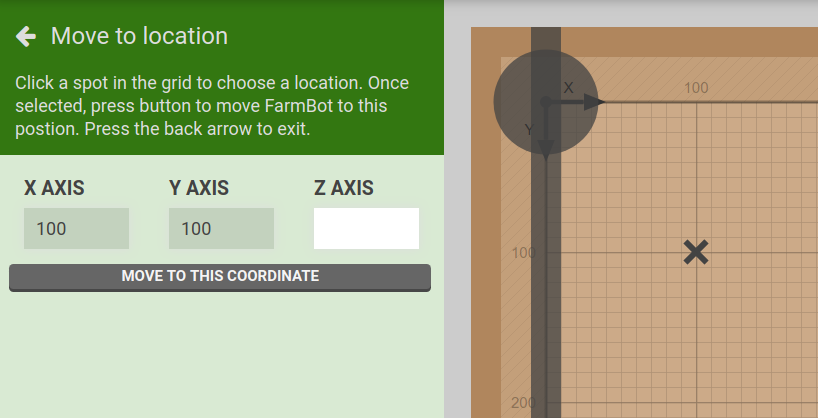 Move to location
Click a spot in the grid to choose a location. Once
selected, press button to move FarmBot to this
postion. Press the back arrow to exit.
X AXIS
Y AXIS
Z AXIS
100
100
MOVE TO THIS COORDINATE
X
100
Y
100
200